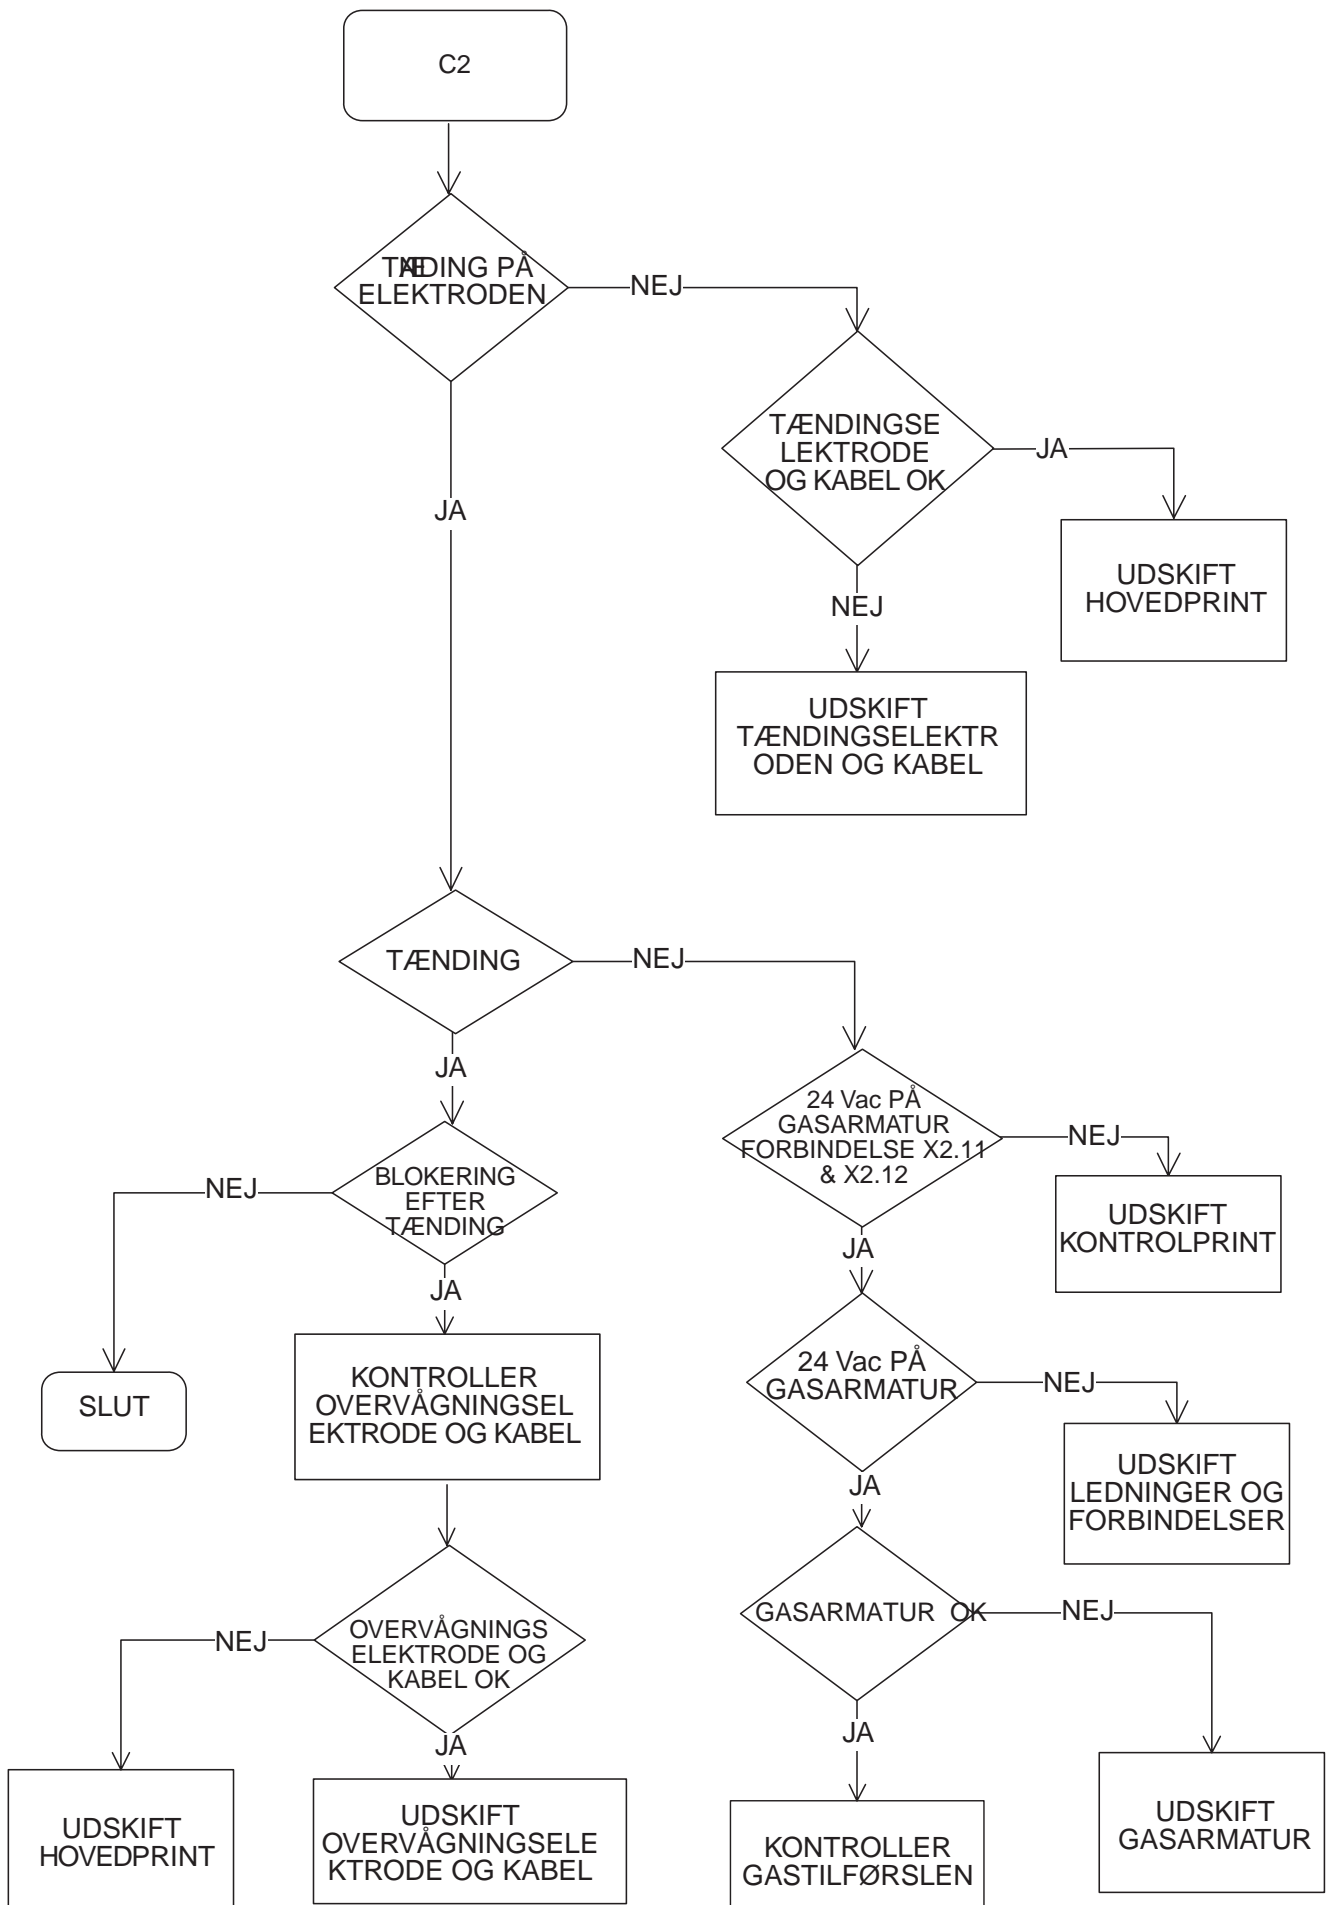 C2
TÆNDING PÅ
ELEKTRODEN
NEJ
TÆNDINGSE
LEKTRODE
OG KABEL OK
JA
UDSKIFT
HOVEDPRINT
JA
NEJ
UDSKIFT
TÆNDINGSELEKTR
ODEN OG KABEL
TÆNDING
NEJ
JA
24 Vac PÅ
GASARMATUR
FORBINDELSE X2.11
& X2.12
NEJ
UDSKIFT
KONTROLPRINT
BLOKERING
EFTER
TÆNDING
NEJ
JA
SLUT
JA
24 Vac PÅ
GASARMATUR
NEJ
UDSKIFT
LEDNINGER OG
FORBINDELSER
KONTROLLER
OVERVÅGNINGSEL
EKTRODE OG KABEL
JA
GASARMATUR OK
NEJ
OVERVÅGNINGS
ELEKTRODE OG
KABEL OK
NEJ
JA
JA
UDSKIFT
HOVEDPRINT
UDSKIFT
OVERVÅGNINGSELE
KTRODE OG KABEL
KONTROLLER
GASTILFØRSLEN
UDSKIFT
GASARMATUR